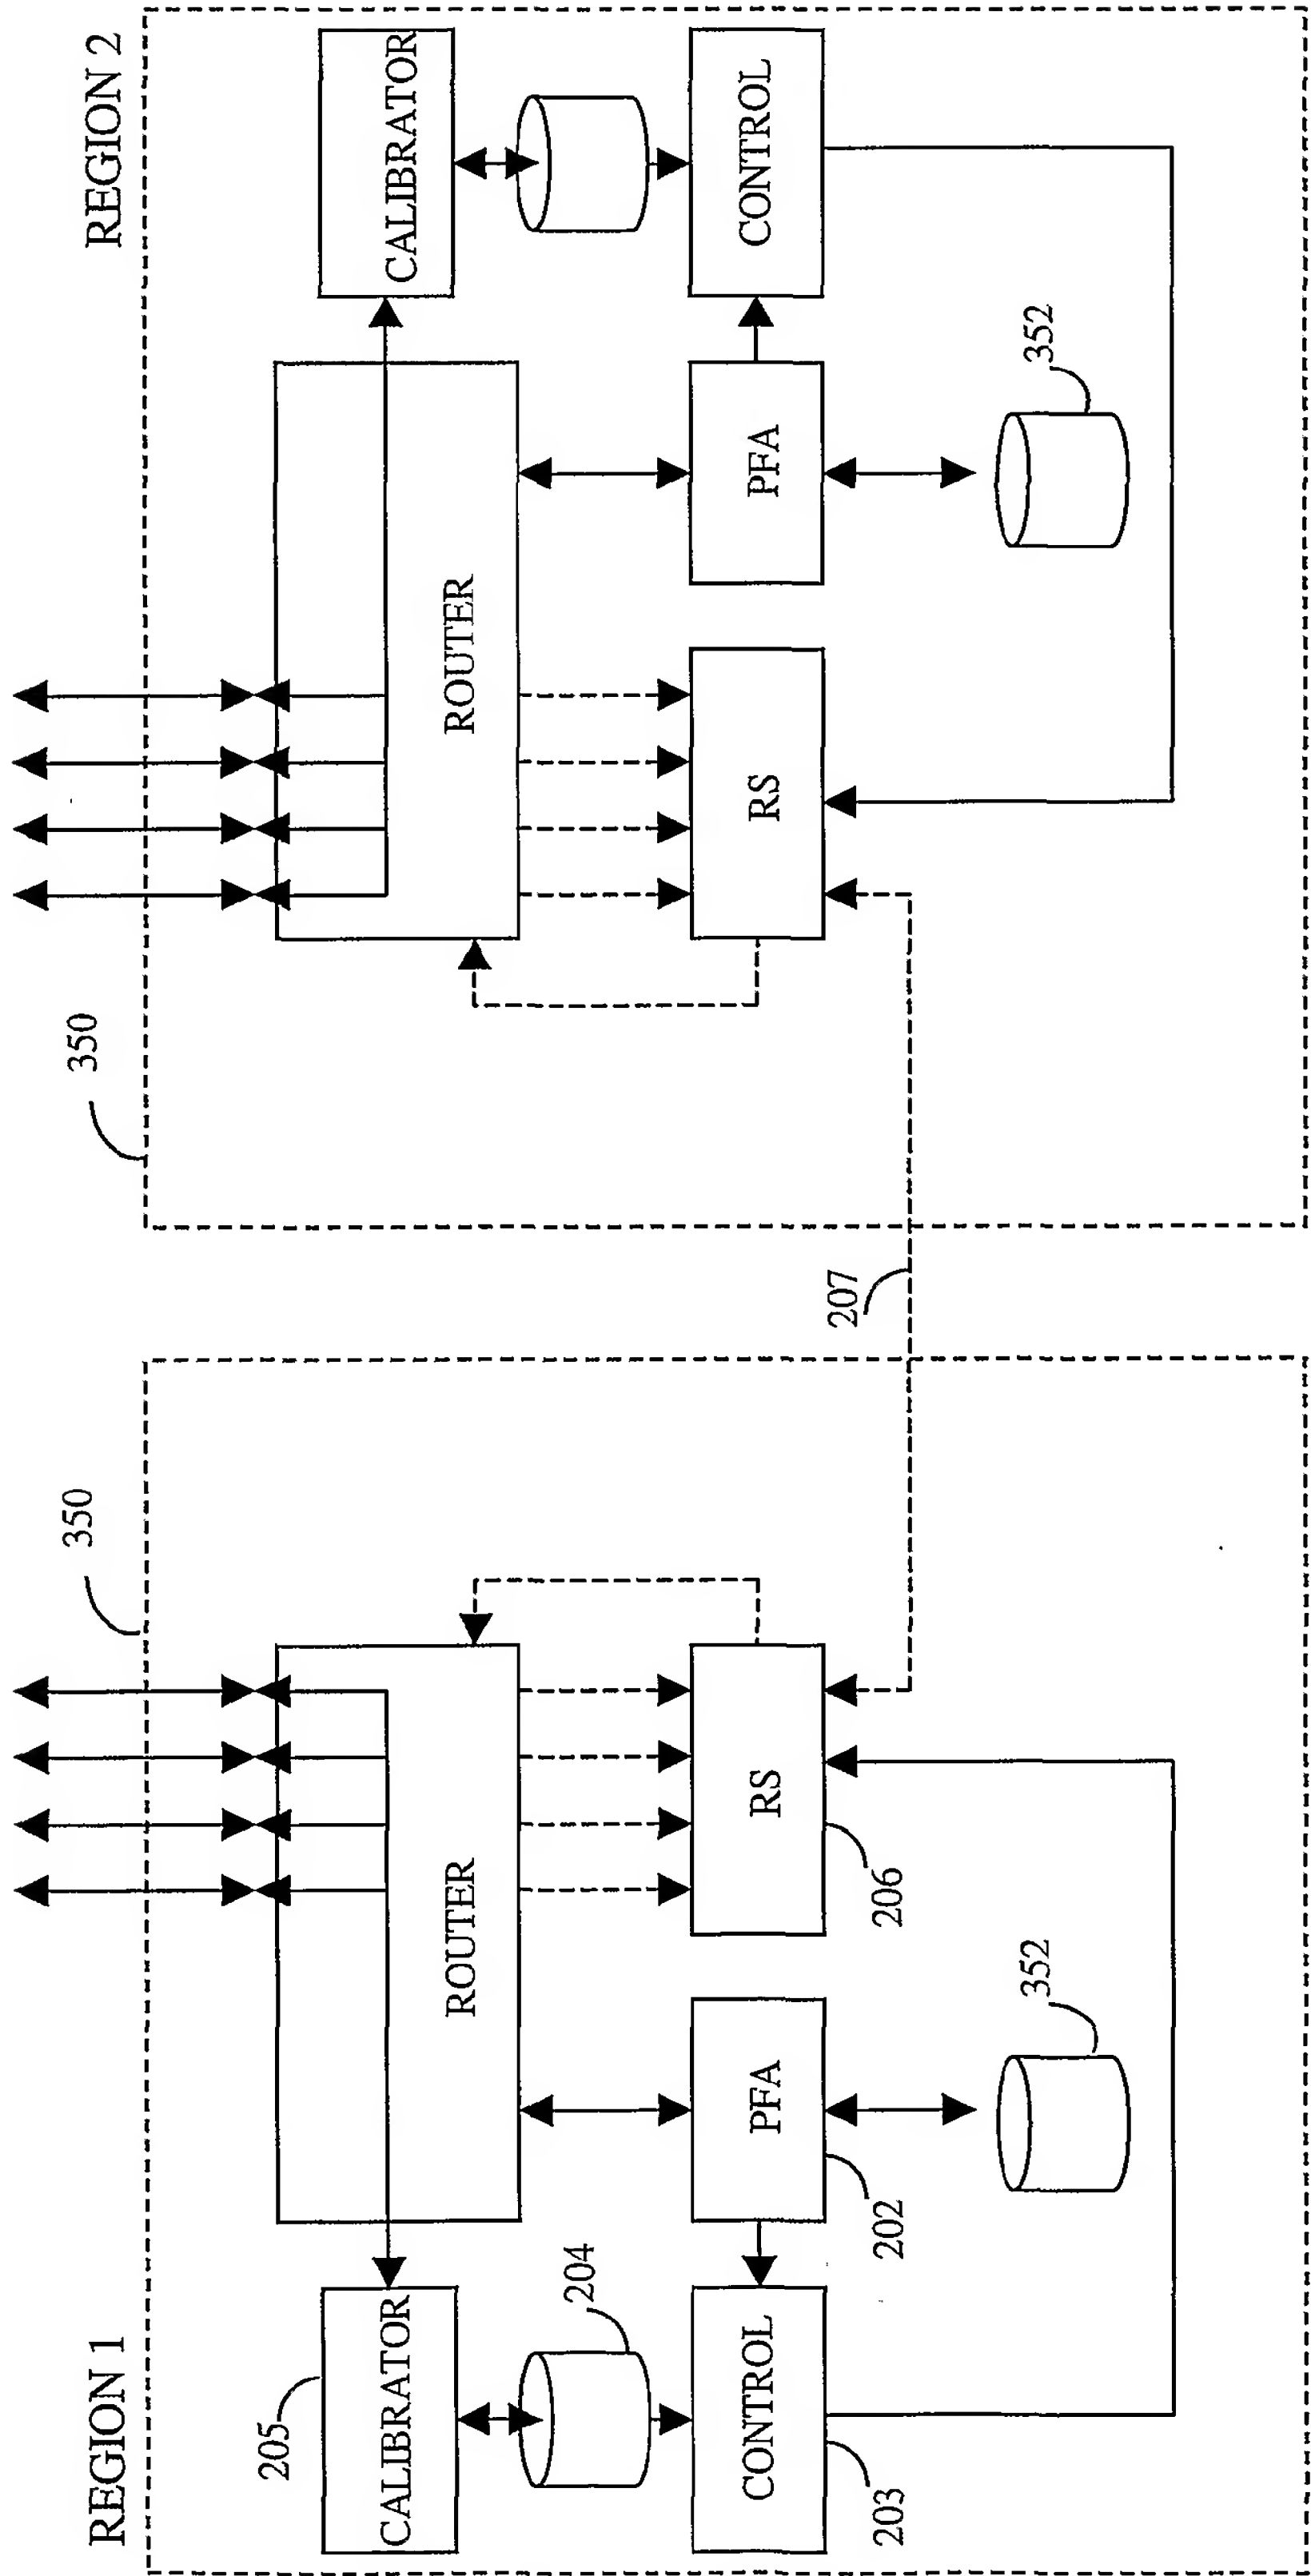 REGION 1
350
205
CALIBRATOR
ROUTER
204
CONTROL
203
PFA
202
RS
206
352
207
REGION 2
350
ROUTER
CALIBRATOR
RS
PFA
CONTROL
352